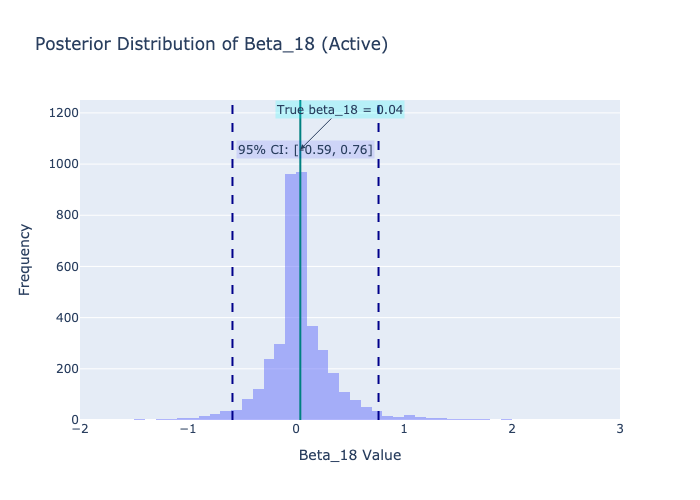 Posterior Distribution of Beta_18 (Active)
True beta_18 = 0.04
95% CI: [-0.59, 0.76]
1200
1000
800
600
400
200
0
Frequency
−2
−1
0
1
2
3
Beta_18 Value